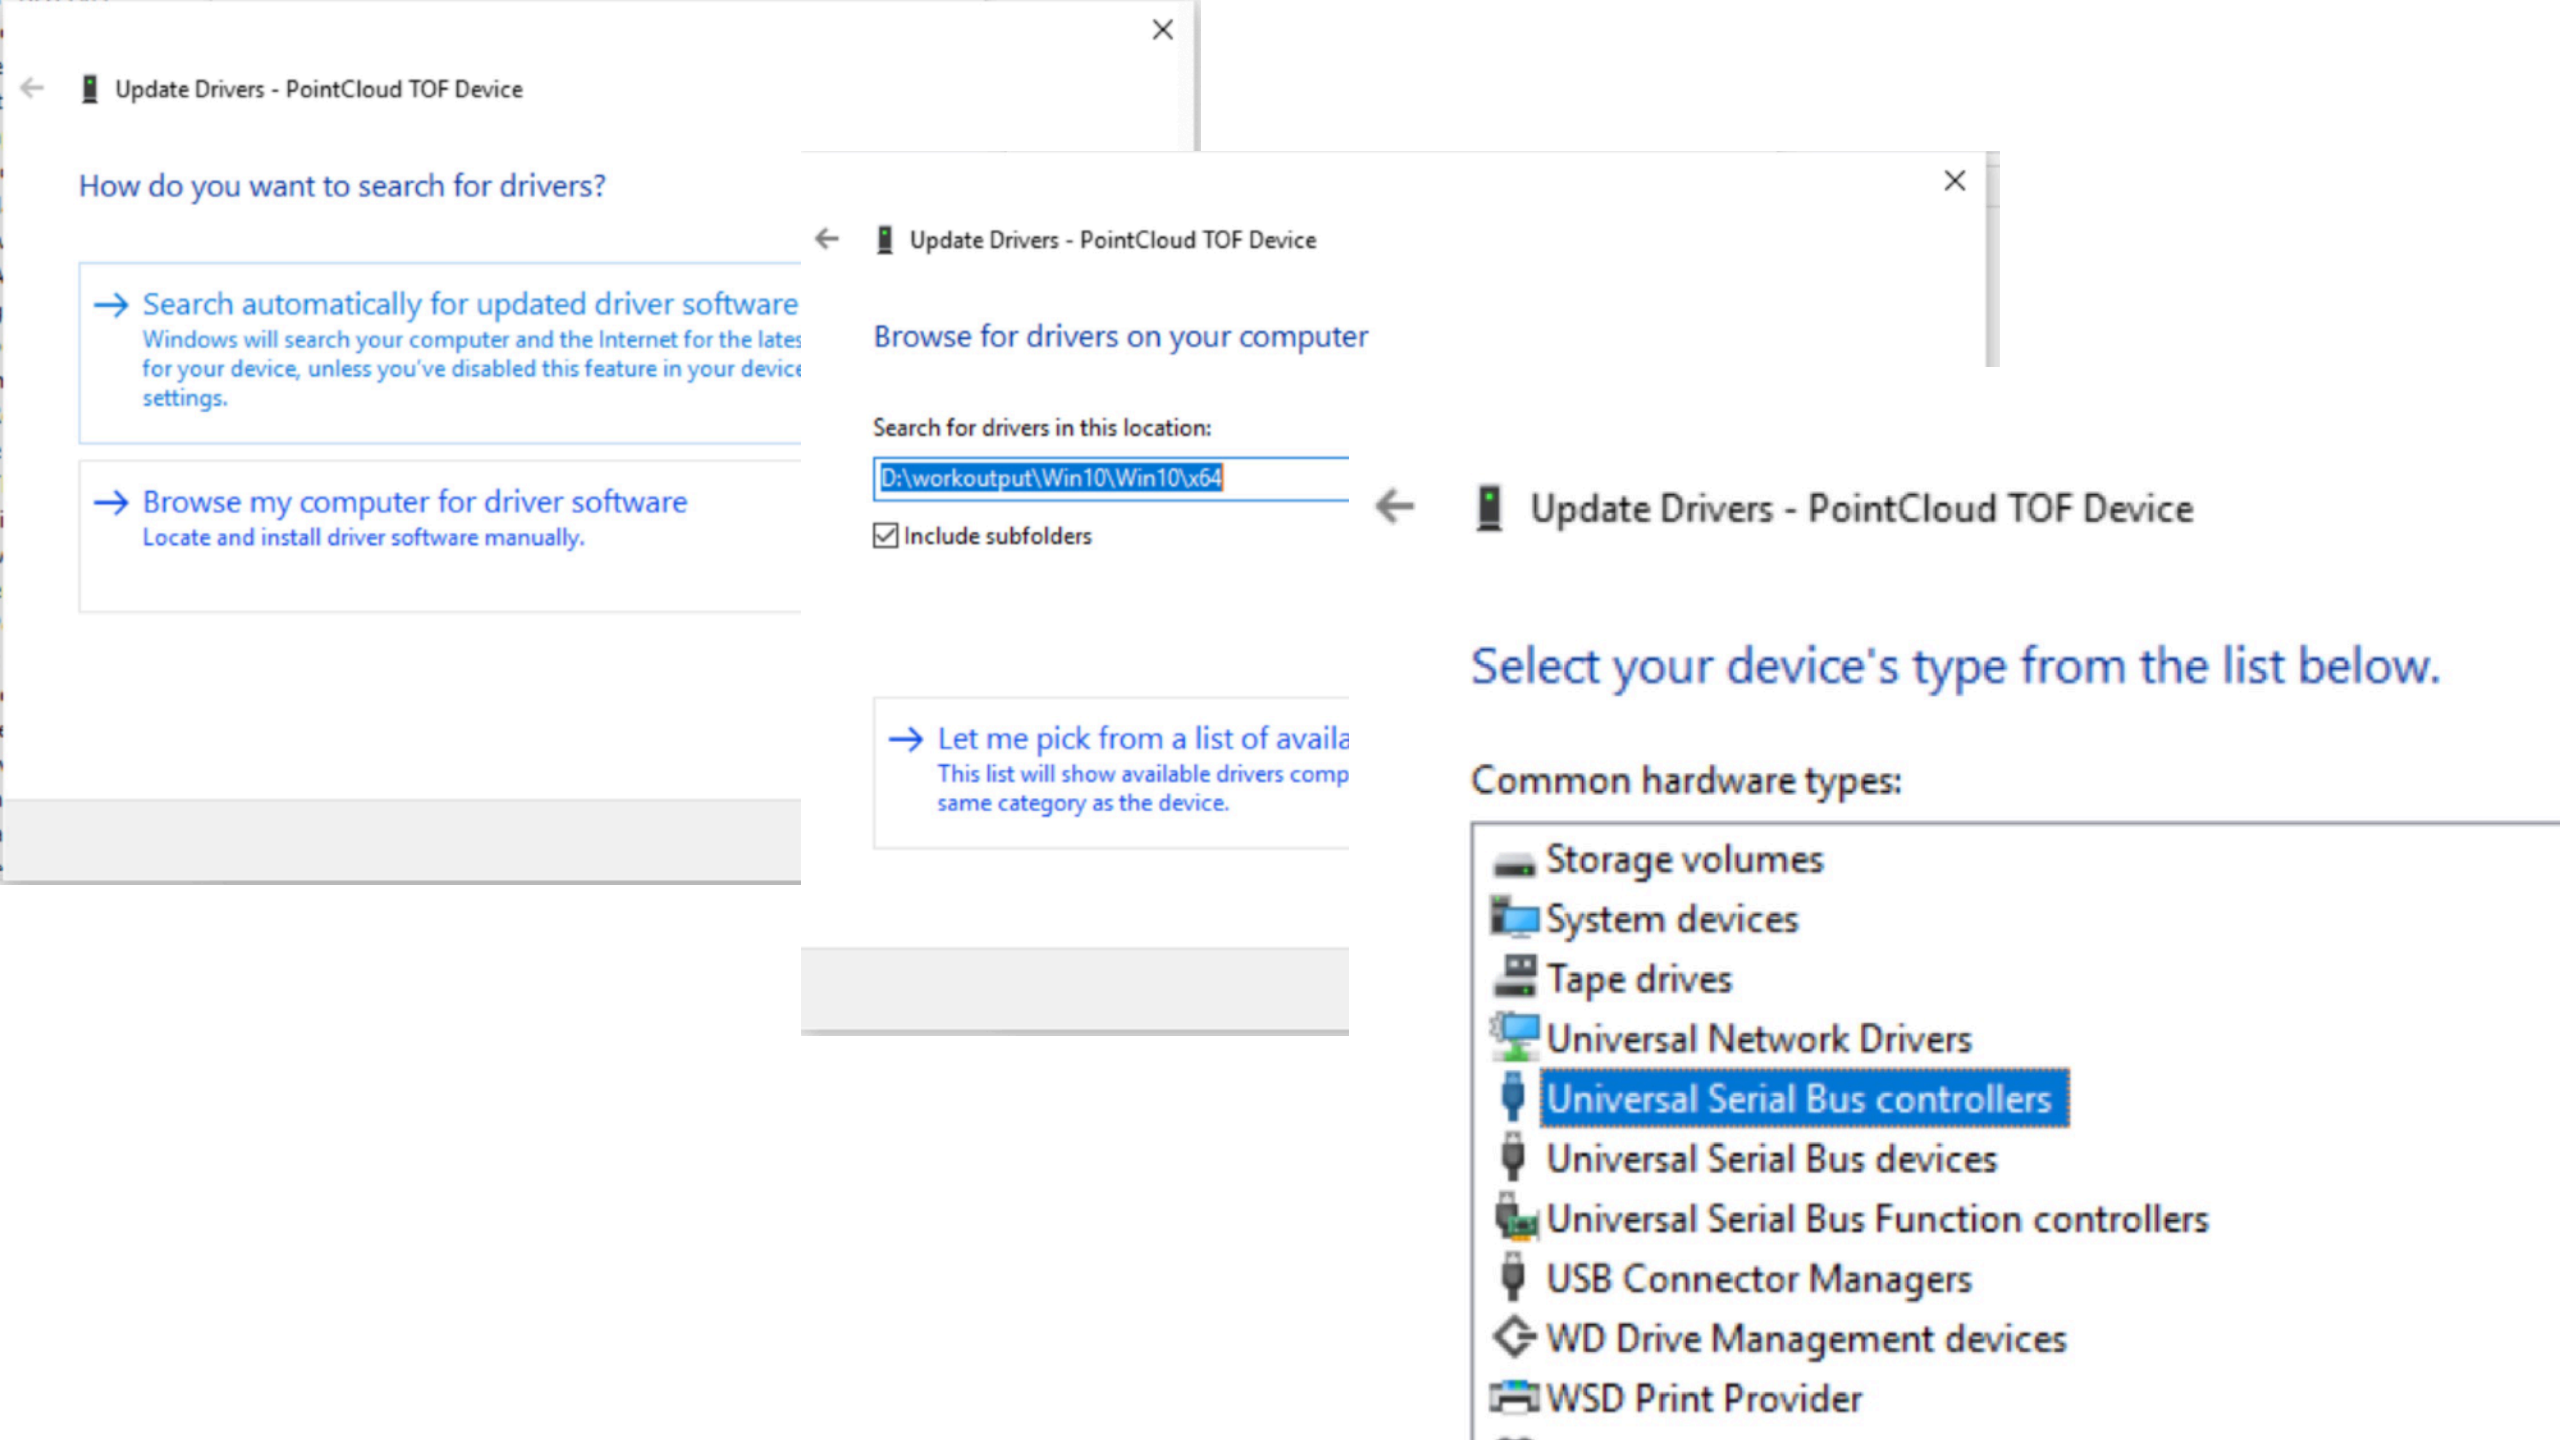 Update Drivers - PointCloud TOF Device
How do you want to search for drivers?
Search automatically for updated driver software
Windows will search your computer and the Internet for the lates
for your device, unless you've disabled this feature in your device
settings.
Browse my computer for driver software
Locate and install driver software manually.
Update Drivers - PointCloud TOF Device
Browse for drivers on your computer
Search for drivers in this location:
D:\workoutput\Win10\Win10\x64
Include subfolders
Let me pick from a list of availa
This list will show available drivers comp
same category as the device.
Update Drivers - PointCloud TOF Device
Select your device's type from the list below.
Common hardware types:
Storage volumes
System devices
Tape drives
Universal Network Drivers
Universal Serial Bus controllers
Universal Serial Bus devices
Universal Serial Bus Function controllers
USB Connector Managers
WD Drive Management devices
WSD Print Provider